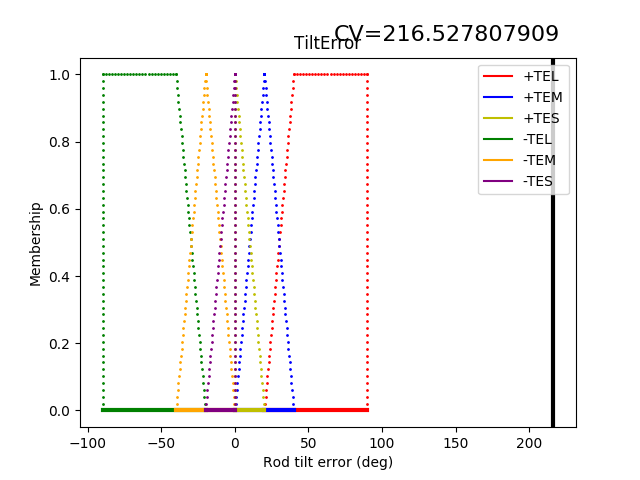 CV=216.527807909
TiltError
1.0
0.8
0.6
0.4
0.2
0.0
Membership
+TEL
+TEM
+TES
-TEL
-TEM
-TES
−100
−50
0
50
100
150
200
Rod tilt error (deg)